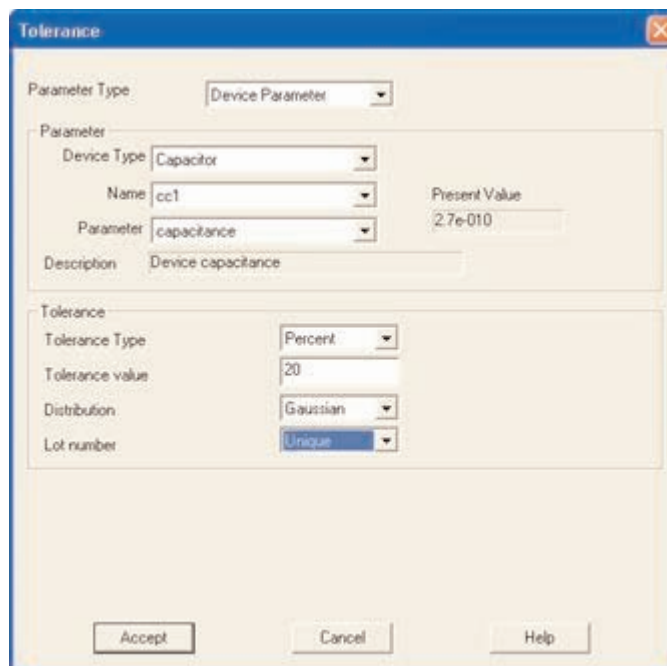 Tolerance
Parameter Type Device Parameter
Parameter
Device Type Capacitor
Name cc1 Present Value
2.7e-010
Parameter capacitance
Description Device capacitance
Tolerance
Tolerance Type Percent
Tolerance value 20
Distribution Gaussian
Lot number Unique
Accept Cancel Help